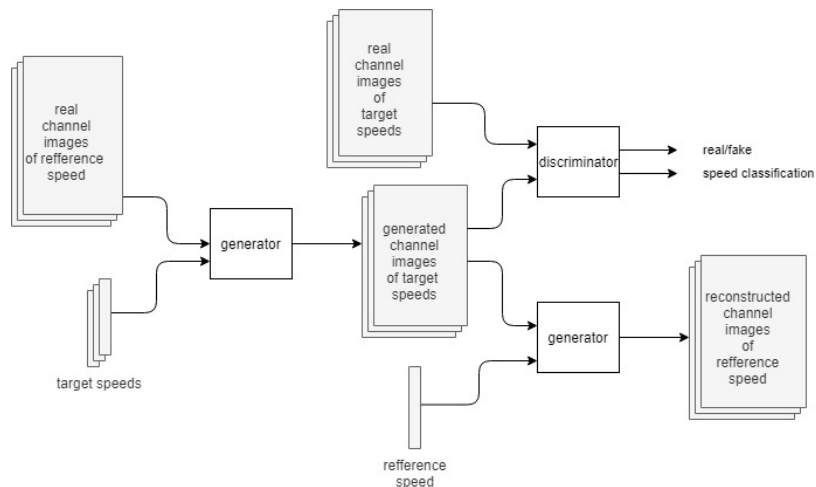 real
channel
images
of refference
speed
target speeds
generator
real
channel
images
of
target
speeds
generated
channel
images
of target
speeds
refference
speed
discriminator
real/fake
speed classification
generator
reconstructed
channel
images
of
refference
speed